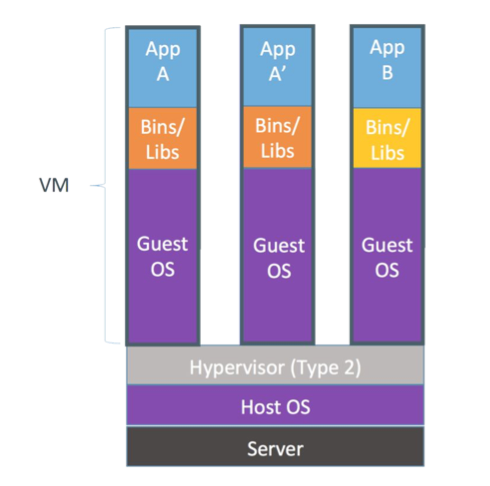 App
A
App
A’
App
B
Bins/
Libs
Bins/
Libs
Bins/
Libs
VM
Guest
OS
Guest
OS
Guest
OS
Hypervisor (Type 2)
Host OS
Server